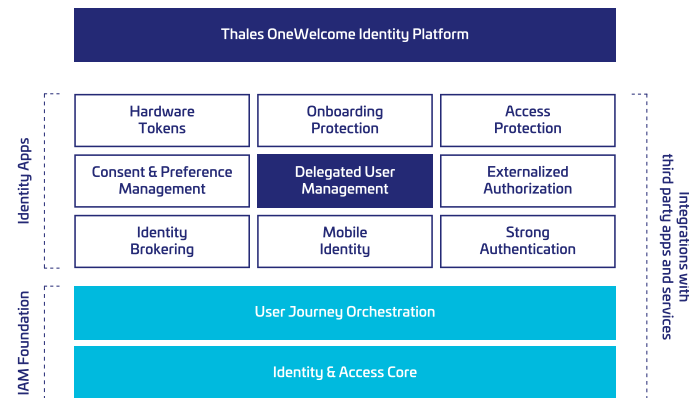 Thales OneWelcome Identity Platform
Identity Apps
Hardware
Tokens
Onboarding
Protection
Access
Protection
Consent & Preference
Management
Delegated User
Management
Externalized
Authorization
Identity
Brokering
Mobile
Identity
Strong
Authentication
Integrations with
third party apps and services
IAM Foundation
User Journey Orchestration
Identity & Access Core